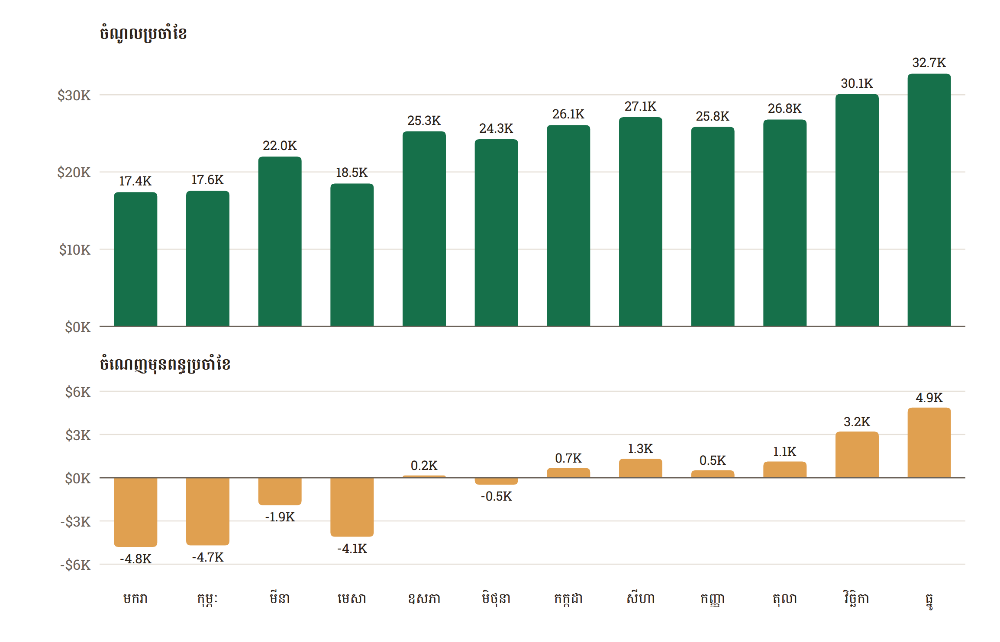 ចំណូលប្រចាំខែ
32.7K
30.1K
$30K
27.1K
26.8K
26.1K
25.8K
25.3K
24.3K
22.0K
18.5K
$20K
17.4K
17.6K
$10K
$0K
ចំណេញមុនពន្ធប្រចាំខែ
$6K
4.9K
3.2K
$3K
1.3K
1.1K
0.7K
0.5K
0.2K
$0K
-0.5K
-1.9K
-$3K
-4.1K
-4.8K
-4.7K
-$6K
មករា កុម្ភៈ មីនា មេសា ឧសភា មិថុនា កក្កដា សីហា កញ្ញា តុលា វិច្ឆិកា ធ្នូ